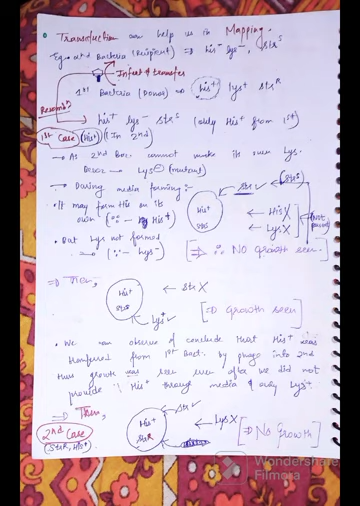 Transduction can help us in Mapping.
Eg → 2nd Bacteria (Recipient) ⇒ his⁻ lys⁻, str^S
Infect & transfer
1st Bacteria (Donor) → his⁺ lys⁺ str^R
Recomb^n
his⁺ lys⁻ str^S (only His⁺ from 1st)
1st Case (His⁺) (In 2nd)
→ As 2nd Bac. cannot make its own Lys.
Lys⊖ (mutant)
→ During media forming:-
• It may form His on its own (∵ His⁺)
• But Lys not formed
(∵ Lys⁻)
His⁺
str^S
str✓
str^S
← His X
← Lys X
(Not present)
[⇒ ∴ No growth seen.]
⇒ Then,
His⁺
str^S
← str X
Lys✓
[⇒ Growth seen]
• We can observe & conclude that His⁺ was
transferred from 1st Bact. by phage into 2nd
thus growth was seen even after we did not
provide His⁺ through media & only Lys⁺.
⇒ Then,
2nd Case
(Str R, His⁺)
His⁺
str R
str✓
← Lys X
[⇒ No Growth]
Wondershare
Filmora